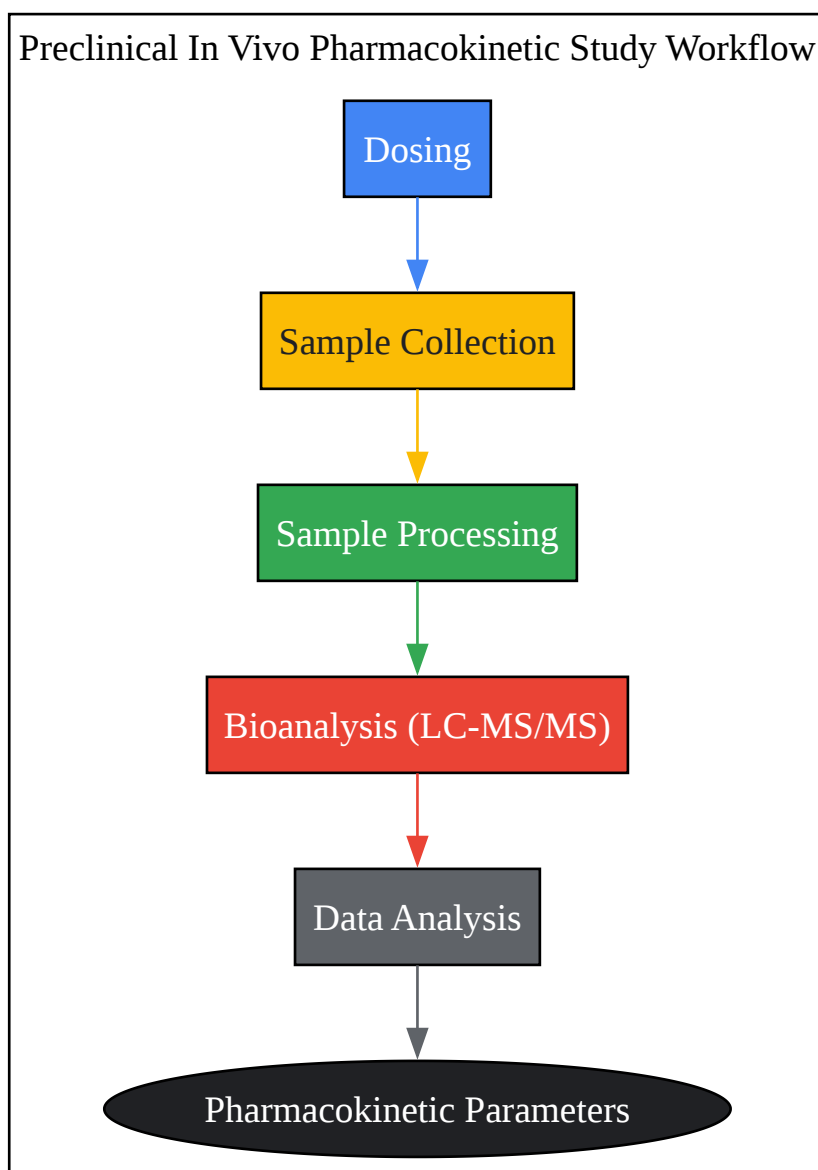 Preclinical In Vivo Pharmacokinetic Study Workflow
Dosing
Sample Collection
Sample Processing
Bioanalysis (LC-MS/MS)
Data Analysis
Pharmacokinetic Parameters